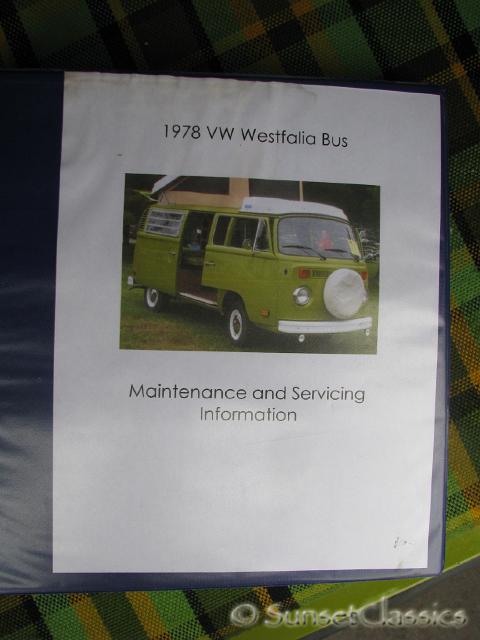 1978 VW Westfalia Bus
Maintenance and Servicing
Information
© SunsetClassics